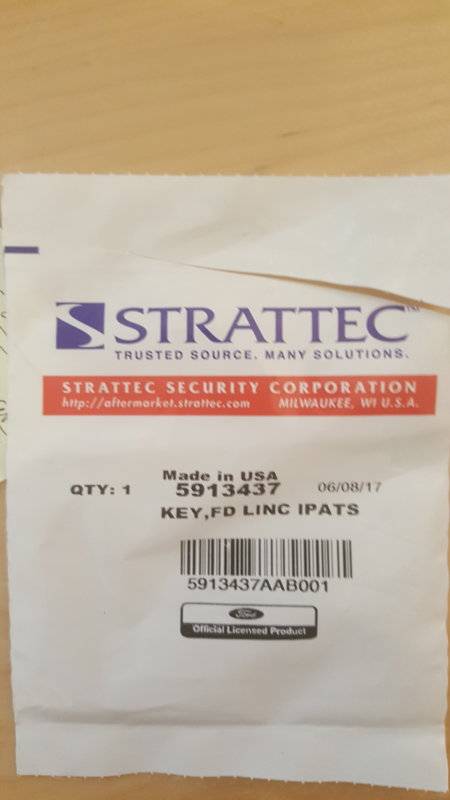 STRATTEC™
TRUSTED SOURCE. MANY SOLUTIONS.
STRATTEC SECURITY CORPORATION
http://aftermarket.strattec.com MILWAUKEE, WI U.S.A.
Made in USA
QTY: 1 5913437 06/08/17
KEY,FD LINC IPATS
5913437AAB001
Ford
Official Licensed Product